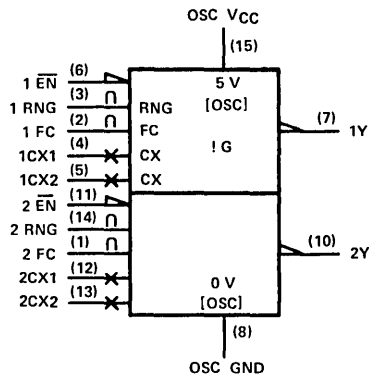 OSC VCC
(15)
1 EN (6)
5 V
1 RNG (3) RNG [OSC]
(7) 1Y
1 FC (2) FC
! G
1CX1 (4) CX
1CX2 (5) CX
2 EN (11)
2 RNG (14)
(10) 2Y
2 FC (1)
2CX1 (12)
0 V
2CX2 (13) [OSC]
(8)
OSC GND